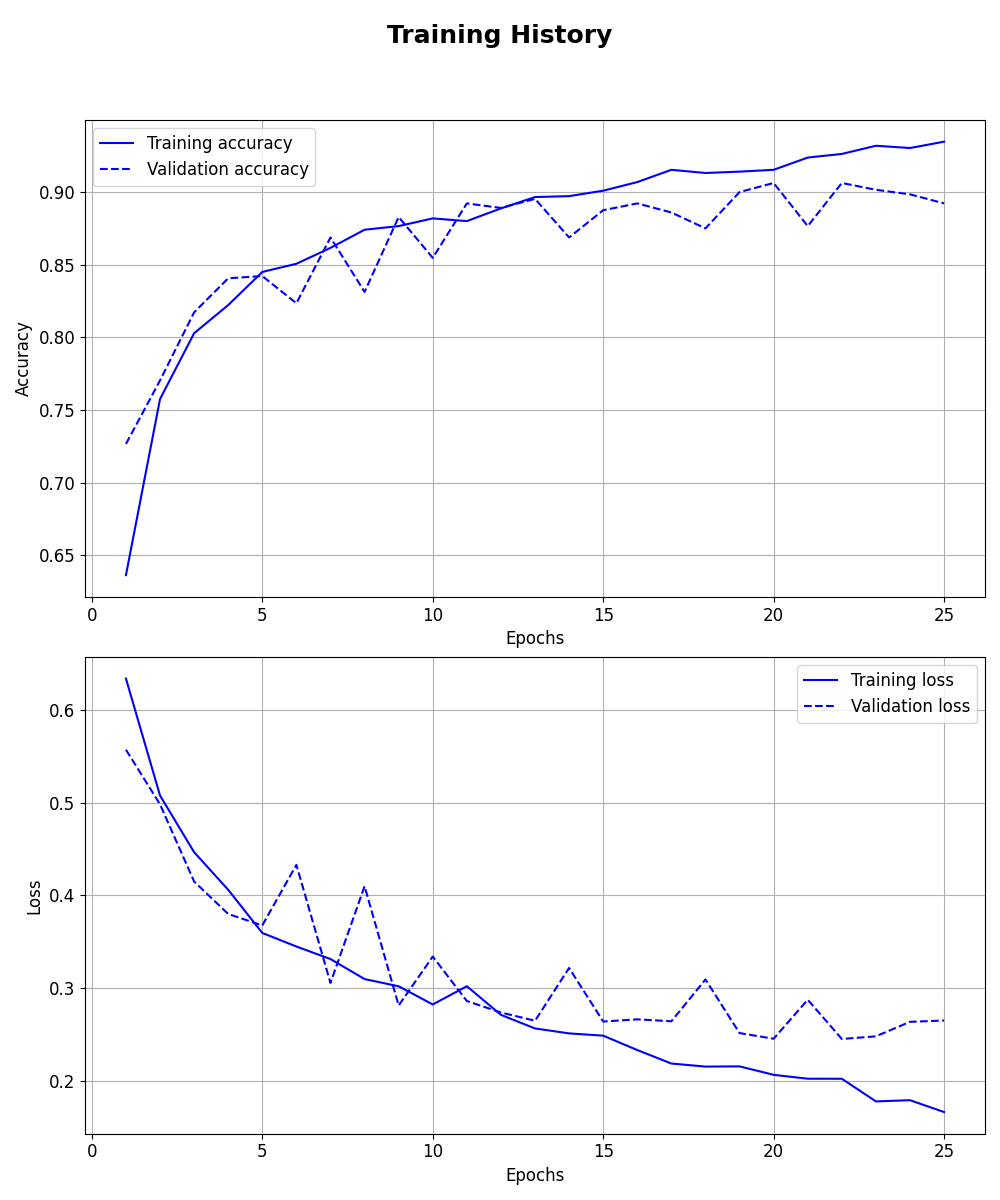 Training History
Training accuracy
Validation accuracy
0.90
0.85
0.80
0.75
0.70
0.65
Accuracy
0 5 10 15 20 25
Epochs
Training loss
Validation loss
0.6
0.5
0.4
0.3
0.2
Loss
0 5 10 15 20 25
Epochs